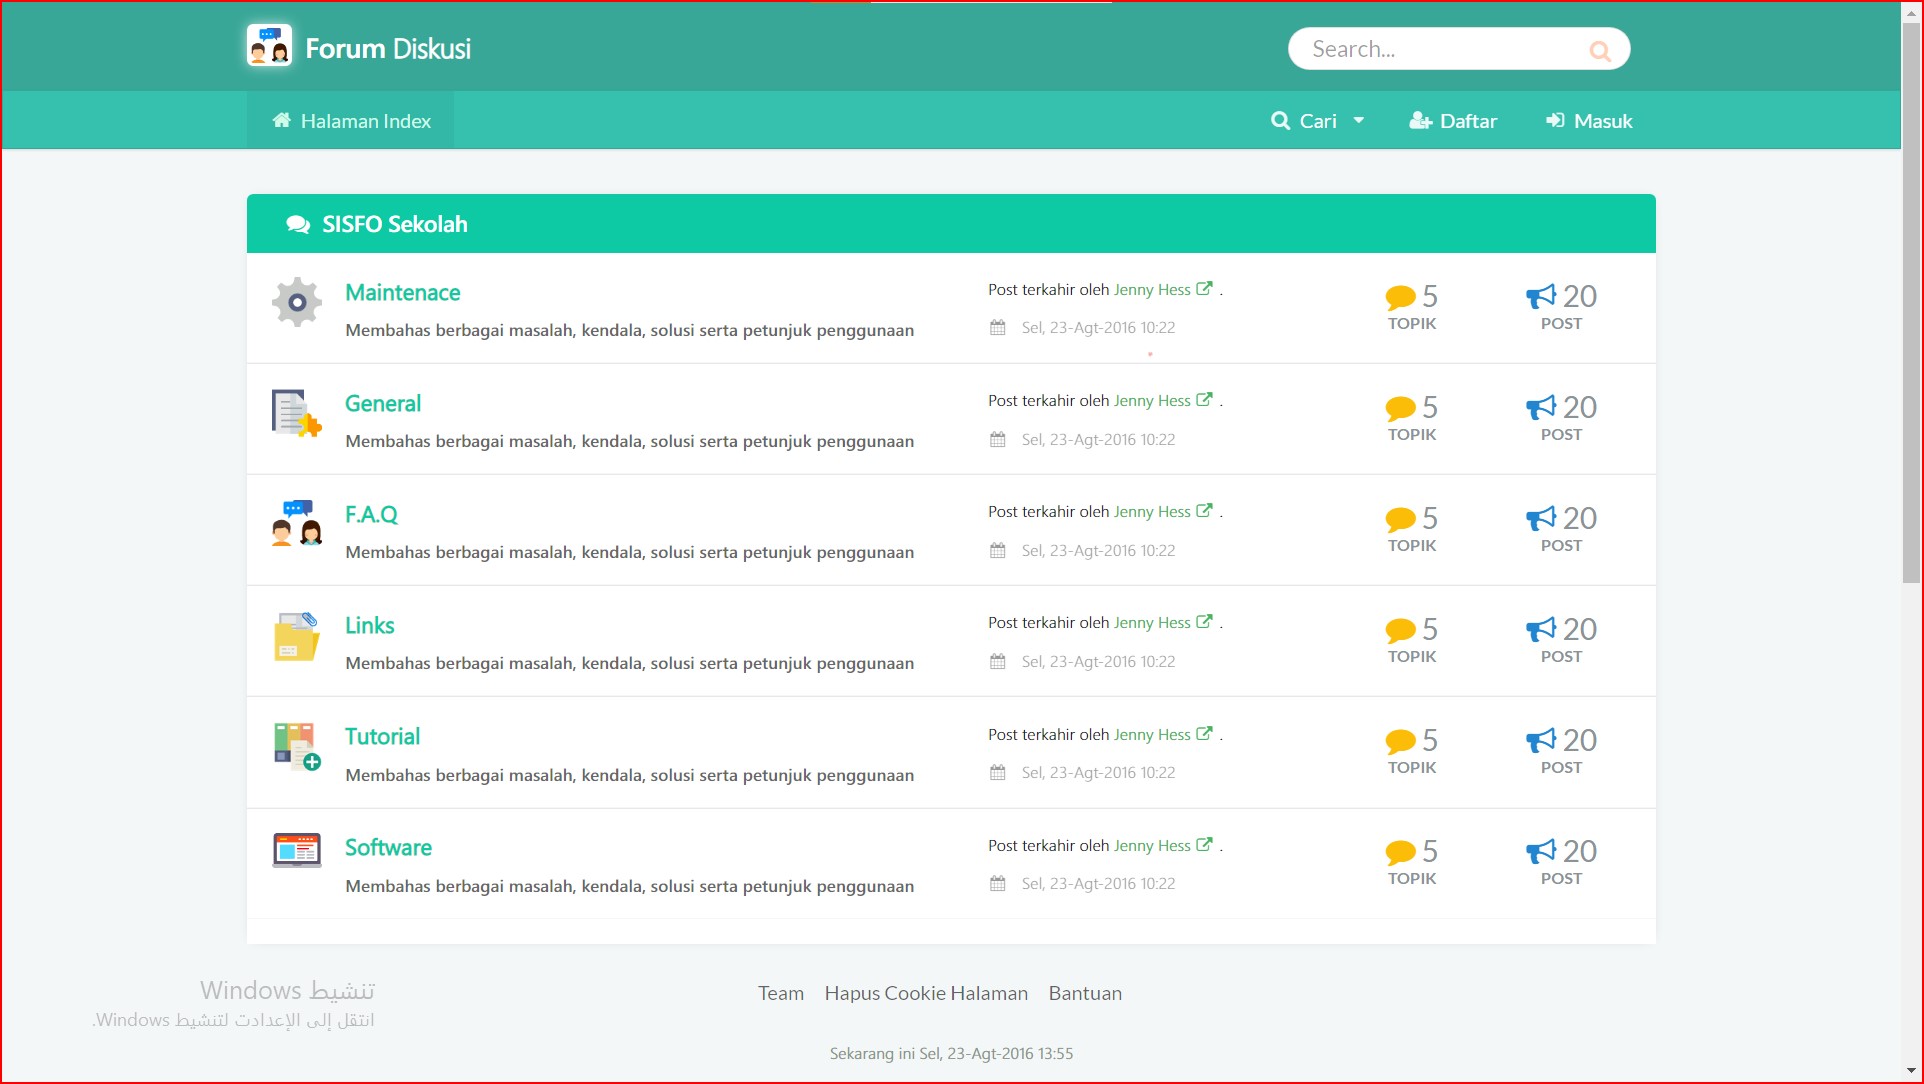 Forum Diskusi
Search...
Halaman Index
Cari
Daftar
Masuk
SISFO Sekolah
Maintenace
Membahas berbagai masalah, kendala, solusi serta petunjuk penggunaan
Post terkahir oleh Jenny Hess .
Sel, 23-Agt-2016 10:22
5
TOPIK
20
POST
General
Membahas berbagai masalah, kendala, solusi serta petunjuk penggunaan
Post terkahir oleh Jenny Hess .
Sel, 23-Agt-2016 10:22
5
TOPIK
20
POST
F.A.Q
Membahas berbagai masalah, kendala, solusi serta petunjuk penggunaan
Post terkahir oleh Jenny Hess .
Sel, 23-Agt-2016 10:22
5
TOPIK
20
POST
Links
Membahas berbagai masalah, kendala, solusi serta petunjuk penggunaan
Post terkahir oleh Jenny Hess .
Sel, 23-Agt-2016 10:22
5
TOPIK
20
POST
Tutorial
Membahas berbagai masalah, kendala, solusi serta petunjuk penggunaan
Post terkahir oleh Jenny Hess .
Sel, 23-Agt-2016 10:22
5
TOPIK
20
POST
Software
Membahas berbagai masalah, kendala, solusi serta petunjuk penggunaan
Post terkahir oleh Jenny Hess .
Sel, 23-Agt-2016 10:22
5
TOPIK
20
POST
تنشيط Windows
انتقل إلى الإعدادت لتنشيط Windows.
Team
Hapus Cookie Halaman
Bantuan
Sekarang ini Sel, 23-Agt-2016 13:55